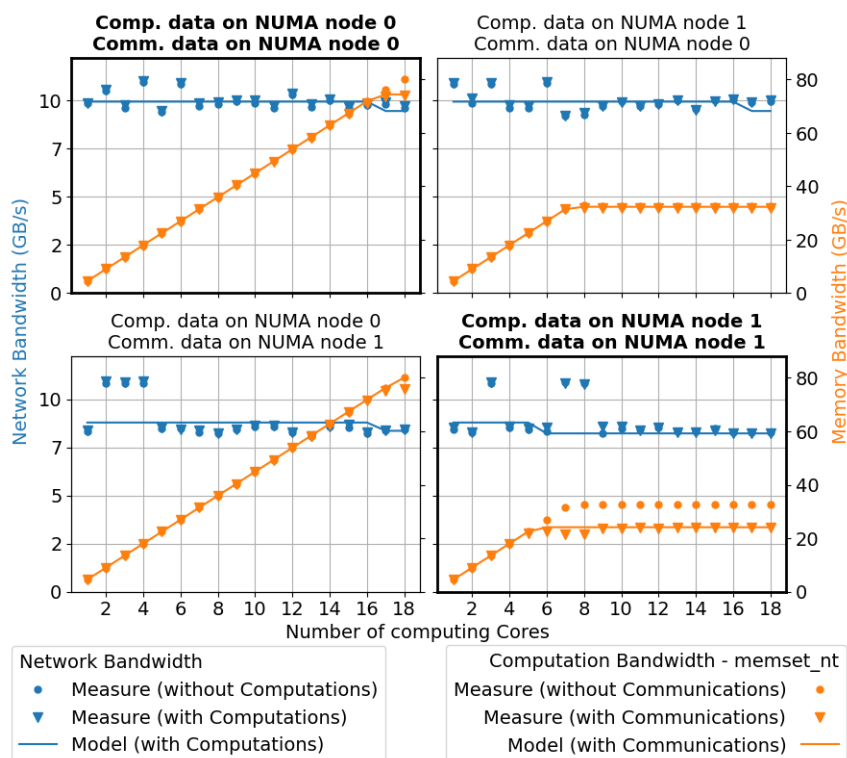 Comp. data on NUMA node 0
Comm. data on NUMA node 0
Comp. data on NUMA node 1
Comm. data on NUMA node 0
10
7
5
2
0
80
60
40
20
0
Network Bandwidth (GB/s)
Memory Bandwidth (GB/s)
Comp. data on NUMA node 0
Comm. data on NUMA node 1
Comp. data on NUMA node 1
Comm. data on NUMA node 1
10
7
5
2
0
80
60
40
20
0
2 4 6 8 10 12 14 16 18
2 4 6 8 10 12 14 16 18
Number of computing Cores
Network Bandwidth
Measure (without Computations)
Measure (with Computations)
Model (with Computations)
Computation Bandwidth - memset_nt
Measure (without Communications)
Measure (with Communications)
Model (with Communications)